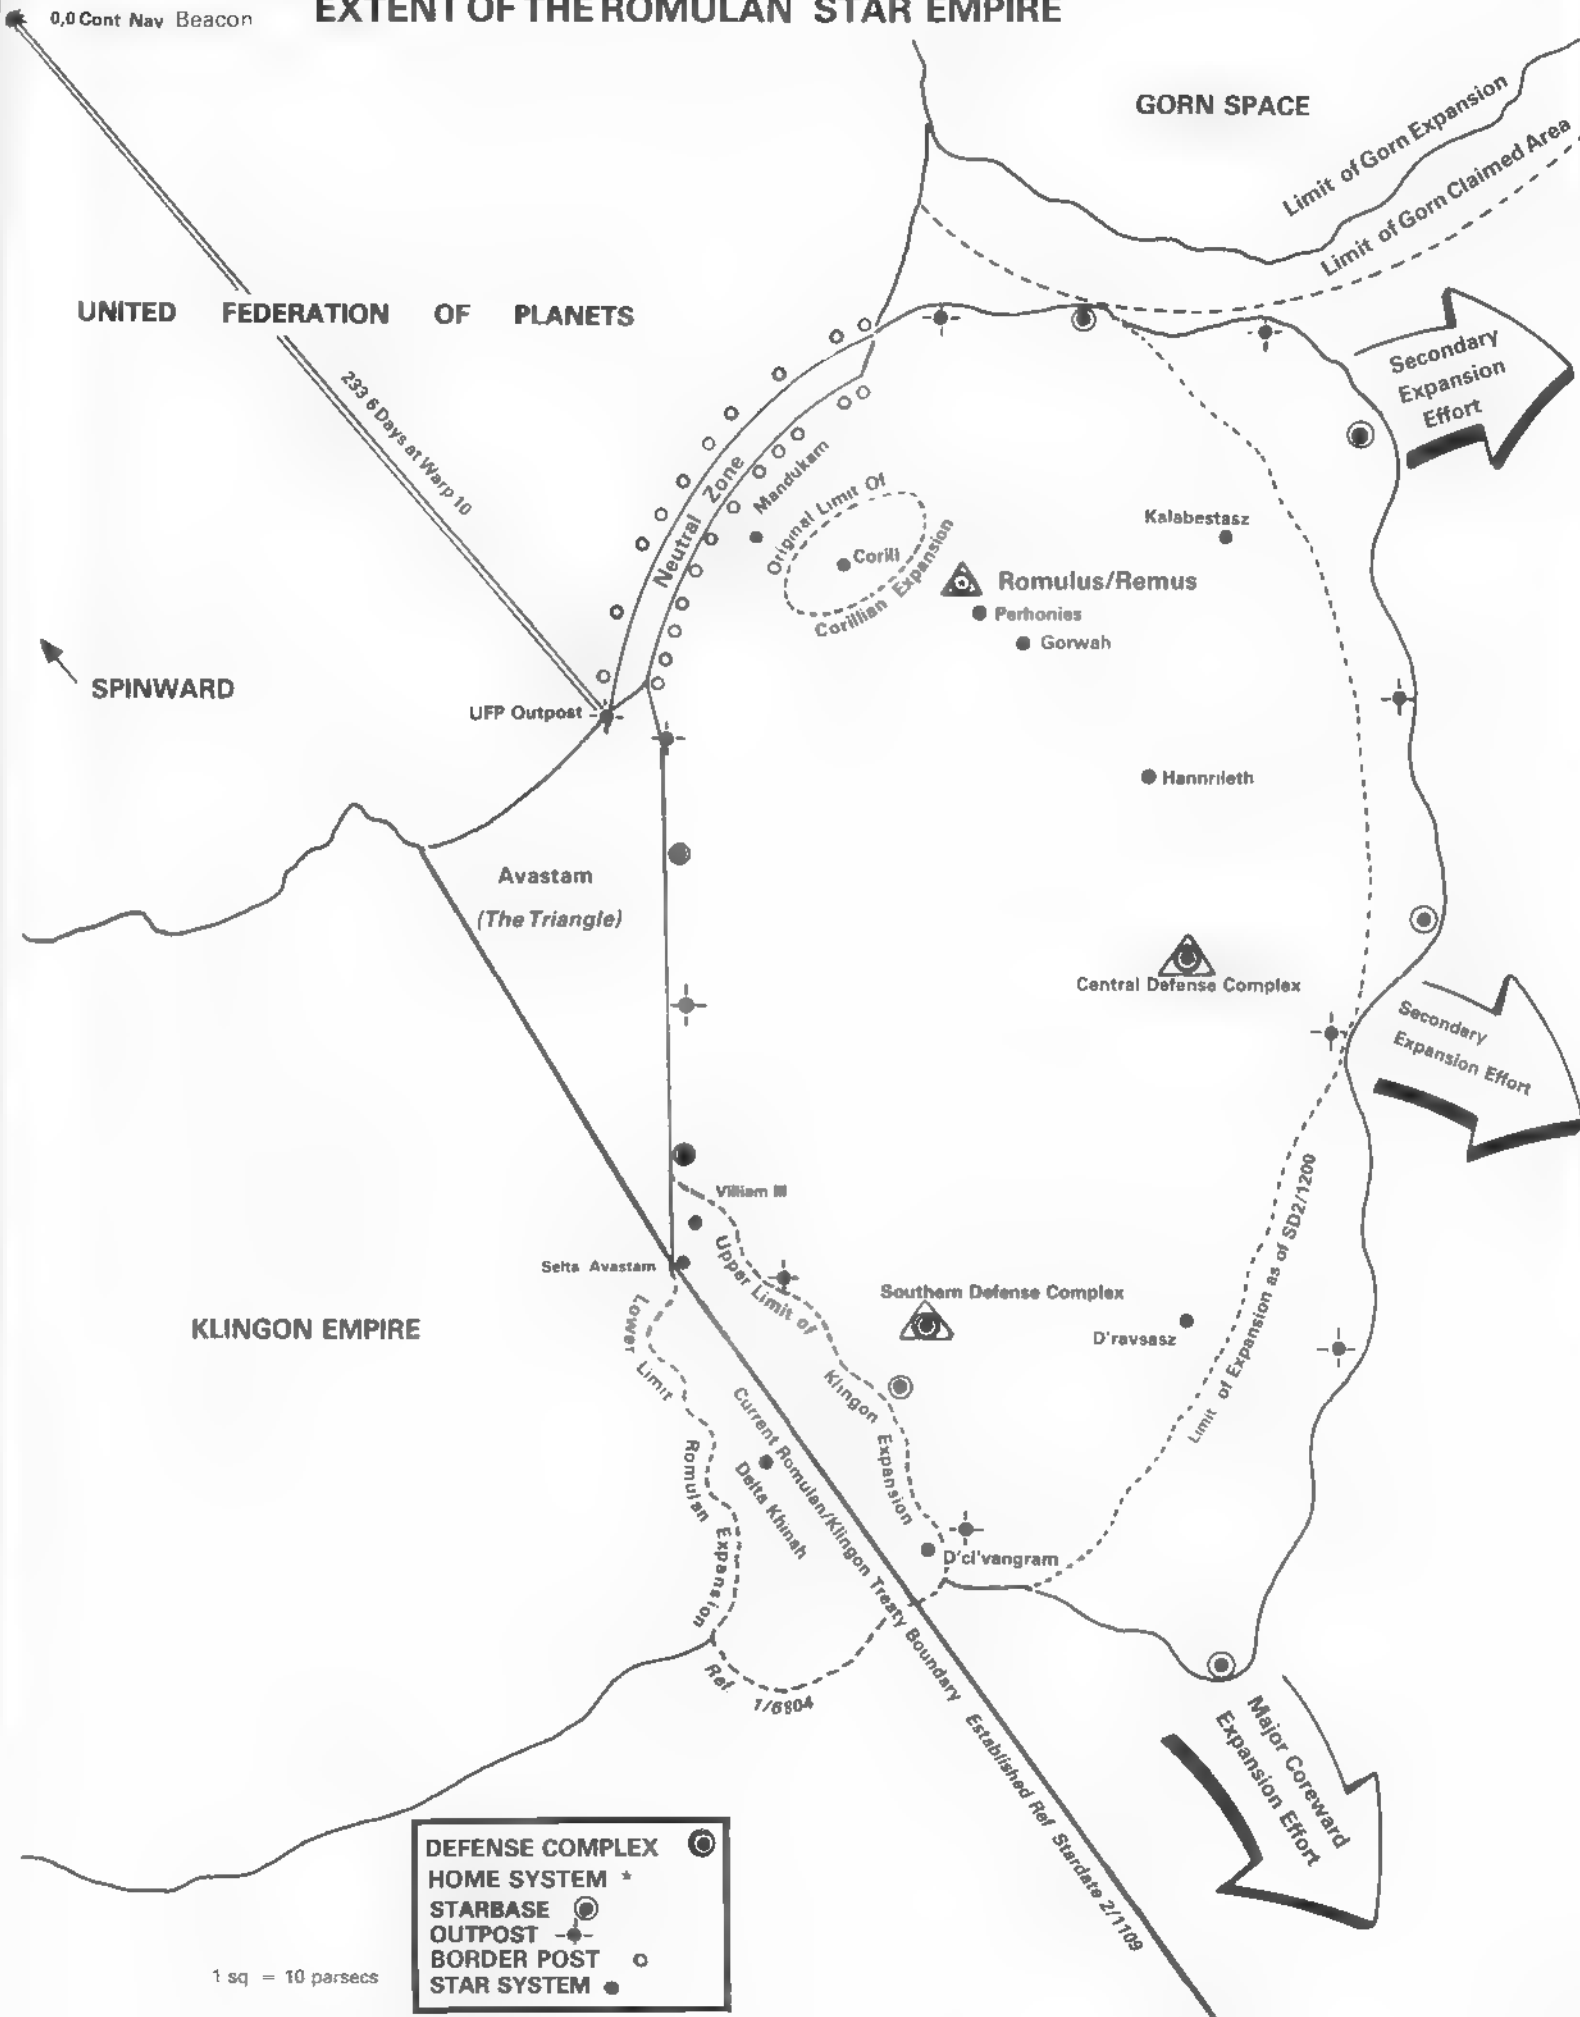 EXTENT OF THE ROMULAN STAR EMPIRE
0,0 Cont Nav Beacon
GORN SPACE
Limit of Gorn Expansion
Limit of Gorn Claimed Area
UNITED FEDERATION OF PLANETS
233 6 Days at Warp 10
Secondary
Expansion
Effort
Neutral Zone
Mandukam
Original Limit Of
Corillian Expansion
Corill
Kalabestasz
Romulus/Remus
Perhonies
Gorwah
SPINWARD
UFP Outpost
Hannrileth
Avastam
(The Triangle)
Central Defense Complex
Secondary
Expansion Effort
Villiam III
Selta Avastam
Upper Limit of Klingon Expansion
Lower Limit Romulan Expansion
Ref. 1/6804
Southern Defense Complex
D'ravsasz
Limit of Expansion as of SD2/1200
KLINGON EMPIRE
Delta Khinah
Current Romulan/Klingon Treaty Boundary Established Ref Stardate 2/1109
D'cl'vangram
Major Coreward
Expansion Effort
DEFENSE COMPLEX
HOME SYSTEM *
STARBASE
OUTPOST
BORDER POST
STAR SYSTEM
1 sq = 10 parsecs